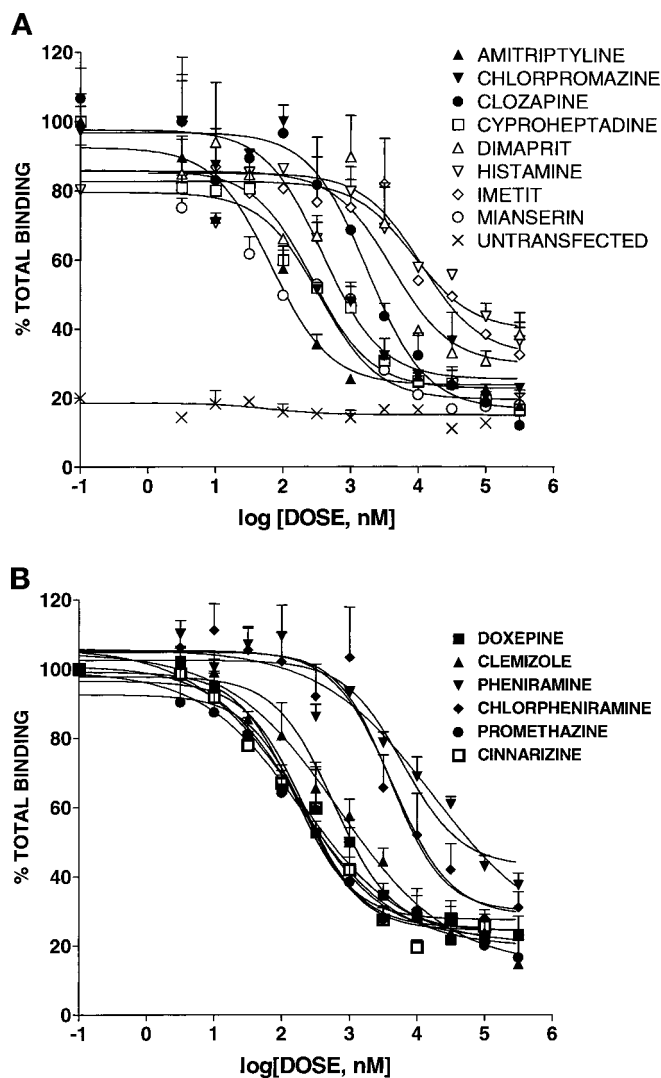 A
120
100
80
60
40
20
0
% TOTAL BINDING
-1 0 1 2 3 4 5 6
log [DOSE, nM]
AMITRIPTYLINE
CHLORPROMAZINE
CLOZAPINE
CYPROHEPTADINE
DIMAPRIT
HISTAMINE
IMETIT
MIANSERIN
UNTRANSFECTED
B
120
100
80
60
40
20
0
% TOTAL BINDING
-1 0 1 2 3 4 5 6
log[DOSE, nM]
DOXEPINE
CLEMIZOLE
PHENIRAMINE
CHLORPHENIRAMINE
PROMETHAZINE
CINNARIZINE